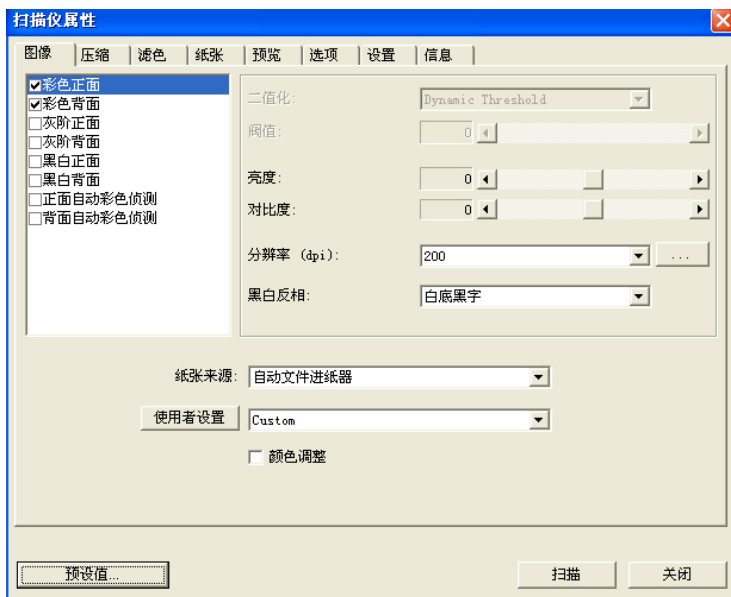 扫描仪属性
图像 压缩 滤色 纸张 预览 选项 设置 信息
彩色正面
彩色背面
灰阶正面
灰阶背面
黑白正面
黑白背面
正面自动彩色侦测
背面自动彩色侦测
二值化: Dynamic Threshold
阀值: 0
亮度: 0
对比度: 0
分辨率 (dpi): 200 ...
黑白反相: 白底黑字
纸张来源: 自动文件进纸器
使用者设置 Custom
颜色调整
预设值... 扫描 关闭